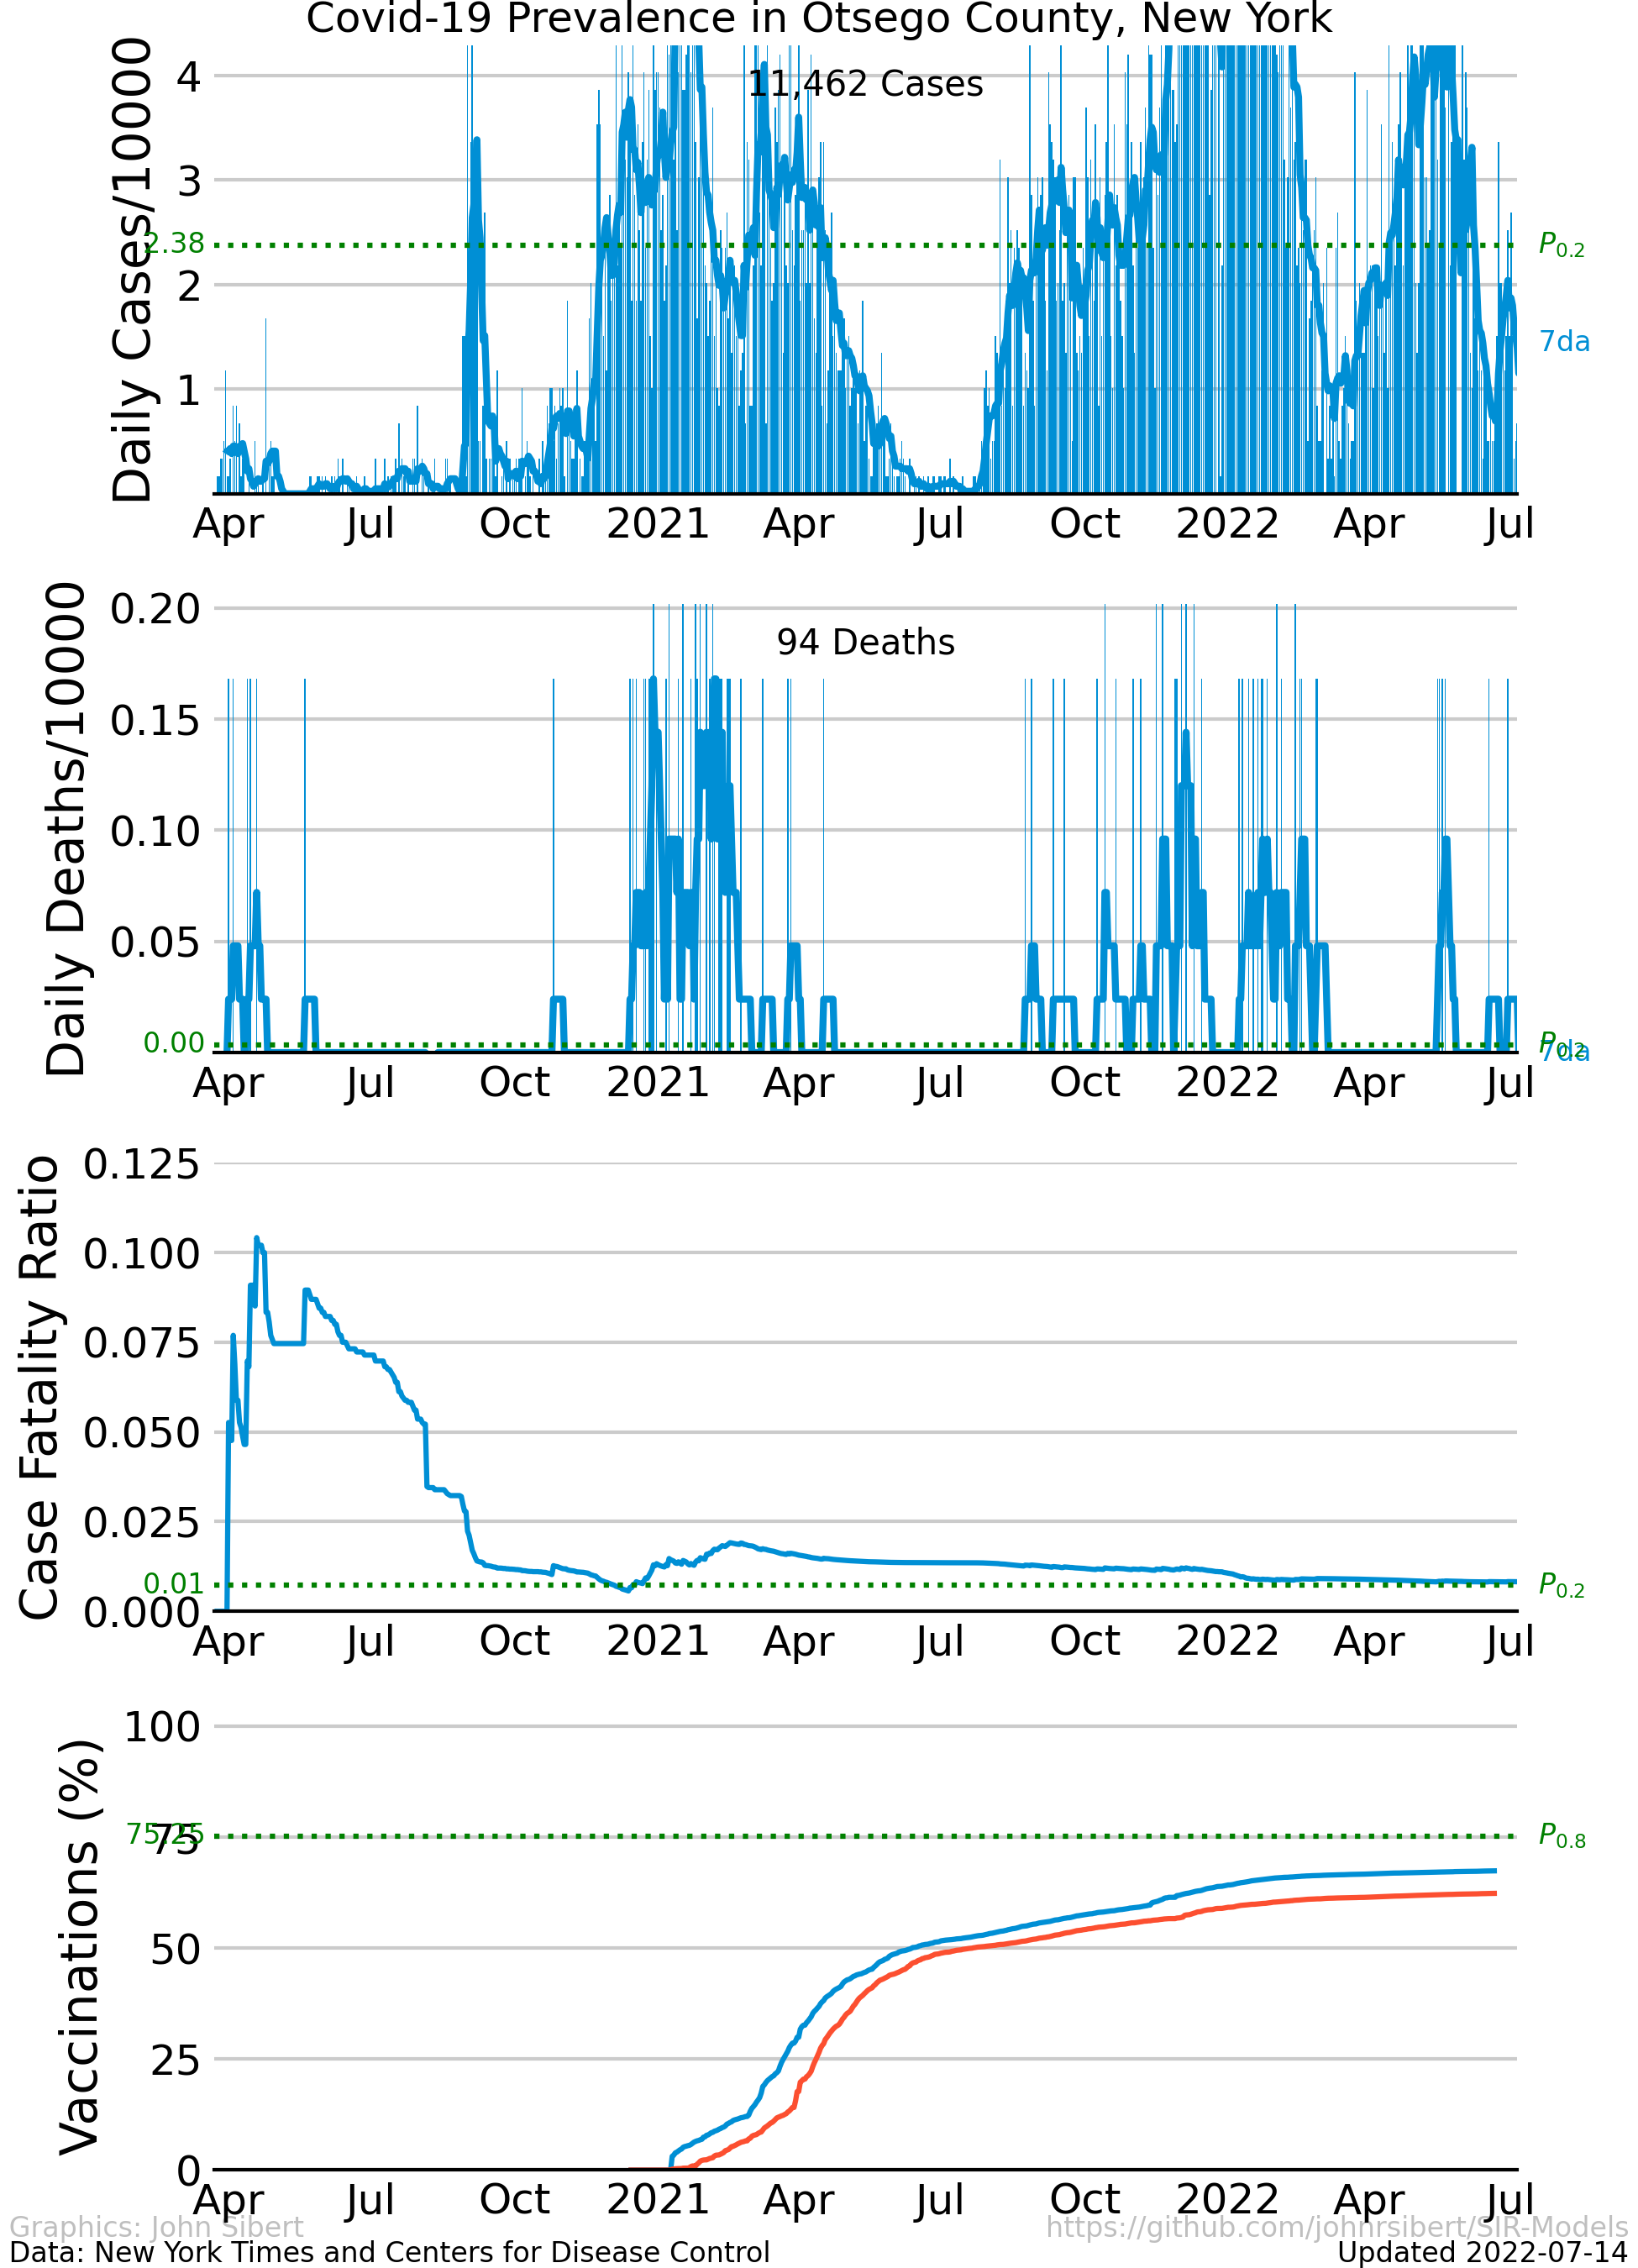 Covid-19 Prevalence in Otsego County, New York
Daily Cases/10000
4
3
2
1
2.38
11,462 Cases
P0.2
7da
Apr Jul Oct 2021 Apr Jul Oct 2022 Apr Jul
Daily Deaths/10000
0.20
0.15
0.10
0.05
0.00
94 Deaths
P0.2
7da
Apr Jul Oct 2021 Apr Jul Oct 2022 Apr Jul
Case Fatality Ratio
0.125
0.100
0.075
0.050
0.025
0.01
0.000
P0.2
Apr Jul Oct 2021 Apr Jul Oct 2022 Apr Jul
Vaccinations (%)
100
75.25
75
50
25
0
P0.8
Apr Jul Oct 2021 Apr Jul Oct 2022 Apr Jul
Graphics: John Sibert
https://github.com/johnrsibert/SIR-Models
Data: New York Times and Centers for Disease Control
Updated 2022-07-14